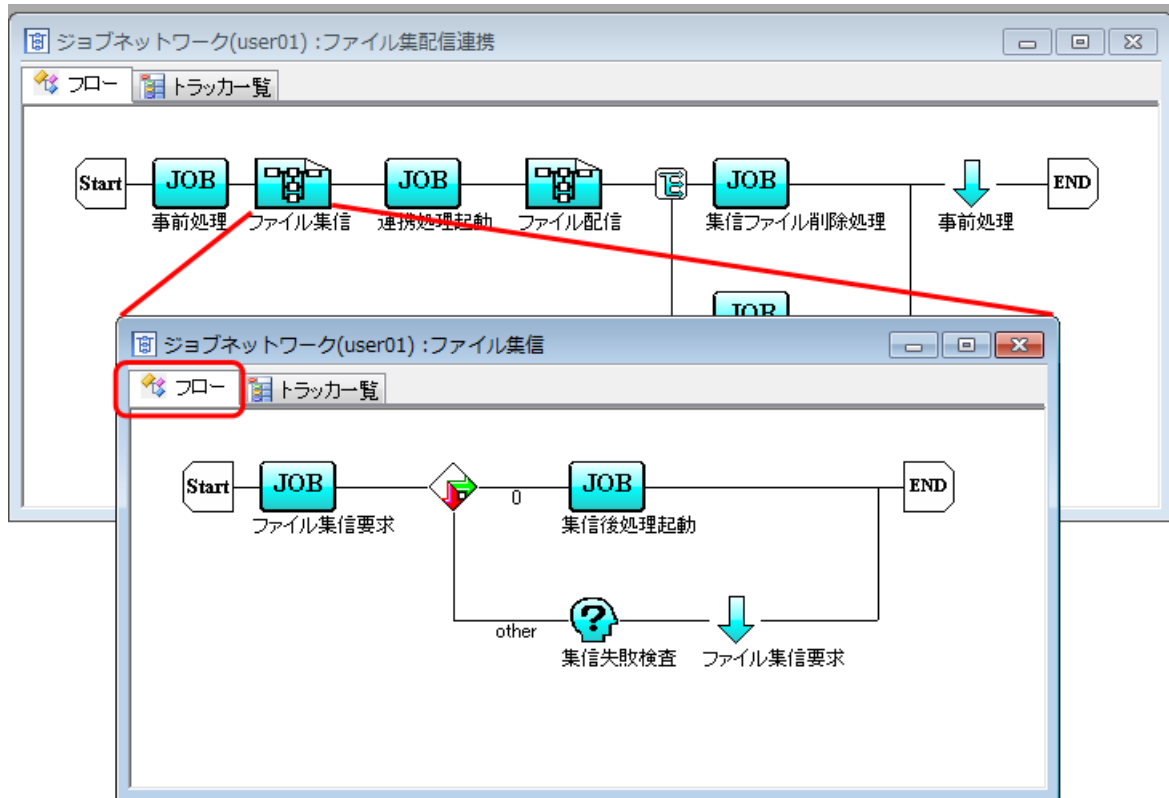 ジョブネットワーク(user01) :ファイル集配信連携
フロー トラッカ一覧
Start JOB JOB JOB END
事前処理 ファイル集信 連携処理起動 ファイル配信 集信ファイル削除処理 事前処理
JOB
ジョブネットワーク(user01) :ファイル集信
フロー トラッカ一覧
Start JOB 0 JOB END
ファイル集信要求 集信後処理起動
other ?
集信失敗検査 ファイル集信要求